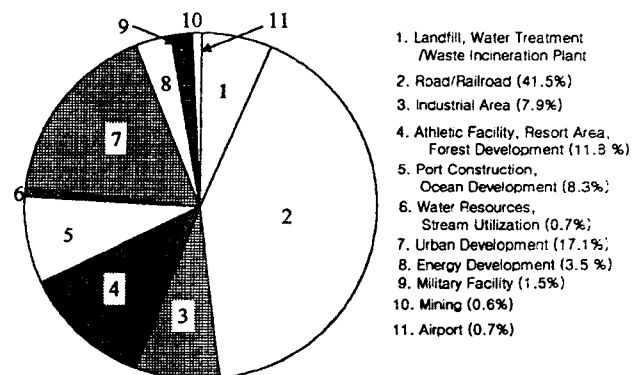 9
10
11
1
8
7
2
6
5
4
3
1. Landfill, Water Treatment
/Waste Incineration Plant
2. Road/Railroad (41.5%)
3. Industrial Area (7.9%)
4. Athletic Facility, Resort Area,
Forest Development (11.8 %)
5. Port Construction,
Ocean Development (8.3%)
6. Water Resources,
Stream Utilization (0.7%)
7. Urban Development (17.1%)
8. Energy Development (3.5 %)
9. Military Facility (1.5%)
10. Mining (0.6%)
11. Airport (0.7%)